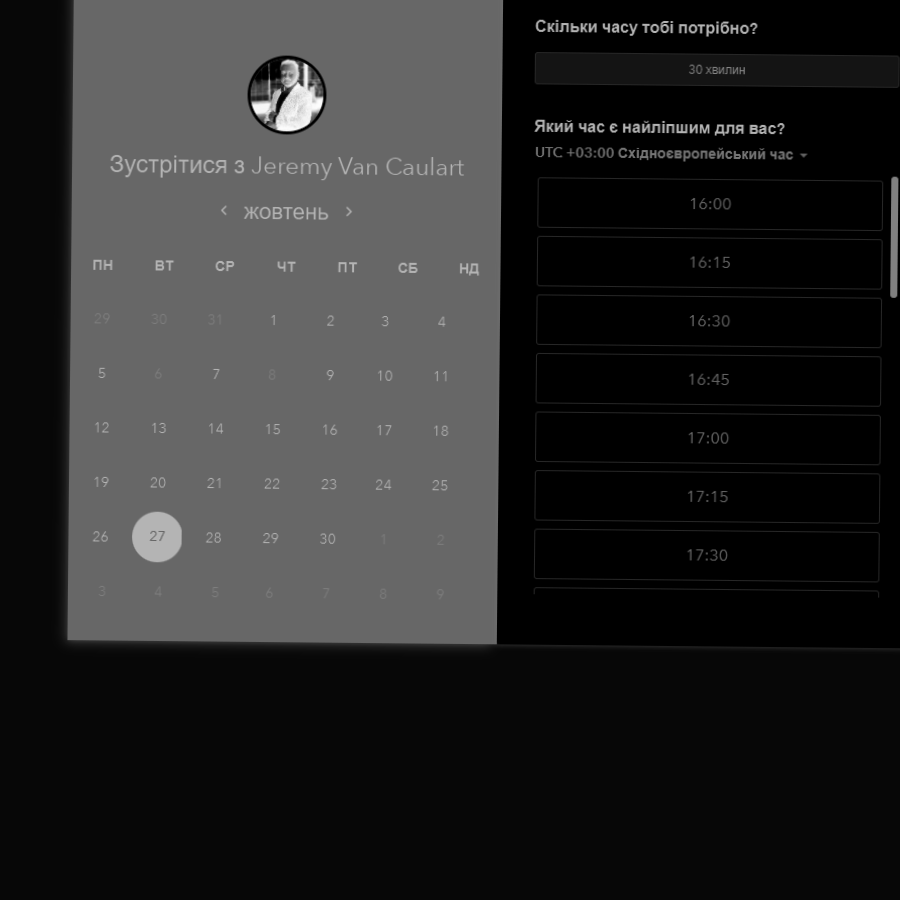 Зустрітися з Jeremy Van Caulart
‹ жовтень ›
ПН ВТ СР ЧТ ПТ СБ НД
29 30 31 1 2 3 4
5 6 7 8 9 10 11
12 13 14 15 16 17 18
19 20 21 22 23 24 25
26 27 28 29 30 1 2
3 4 5 6 7 8 9
Скільки часу тобі потрібно?
30 хвилин
Який час є найліпшим для вас?
UTC +03:00 Східноєвропейський час
16:00
16:15
16:30
16:45
17:00
17:15
17:30